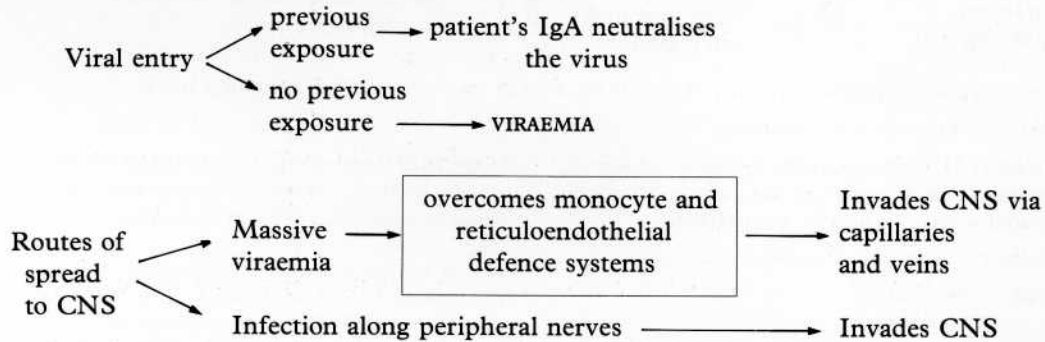 previous
exposure
patient's IgA neutralises
the virus
Viral entry
no previous
exposure
VIRAEMIA
Routes of
spread
to CNS
Massive
viraemia
overcomes monocyte and
reticuloendothelial
defence systems
Invades CNS via
capillaries
and veins
Infection along peripheral nerves
Invades CNS